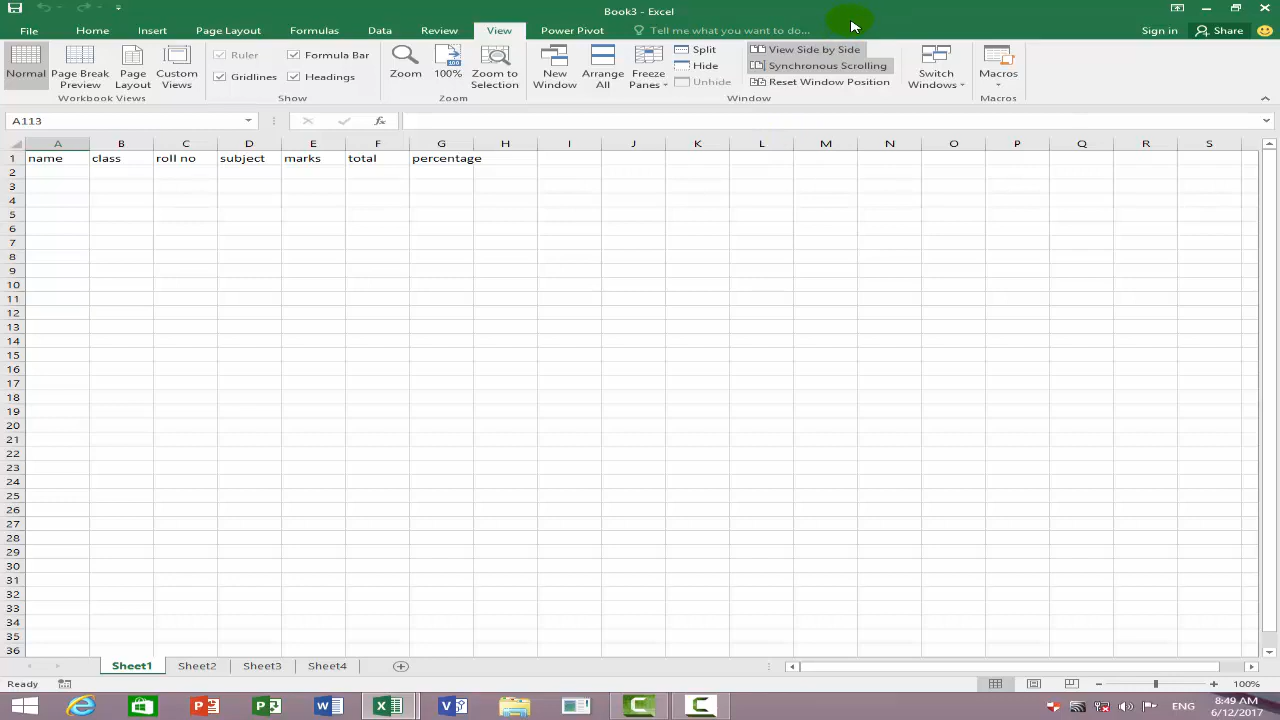 Book3 - Excel
File Home Insert Page Layout Formulas Data Review View Power Pivot Tell me what you want to do... Sign in Share
Normal Page Break Preview Page Layout Custom Views
Workbook Views
Ruler Formula Bar
Gridlines Headings
Show
Zoom 100% Zoom to Selection
Zoom
New Window Arrange All Freeze Panes
Split
Hide
Unhide
View Side by Side
Synchronous Scrolling
Reset Window Position
Switch Windows
Window
Macros
Macros
A113 fx
A B C D E F G H I J K L M N O P Q R S
1 name class roll no subject marks total percentage
2
3
4
5
6
7
8
9
10
11
12
13
14
15
16
17
18
19
20
21
22
23
24
25
26
27
28
29
30
31
32
33
34
35
36
Sheet1 Sheet2 Sheet3 Sheet4
Ready 100%
ENG 8:49 AM
6/12/2017